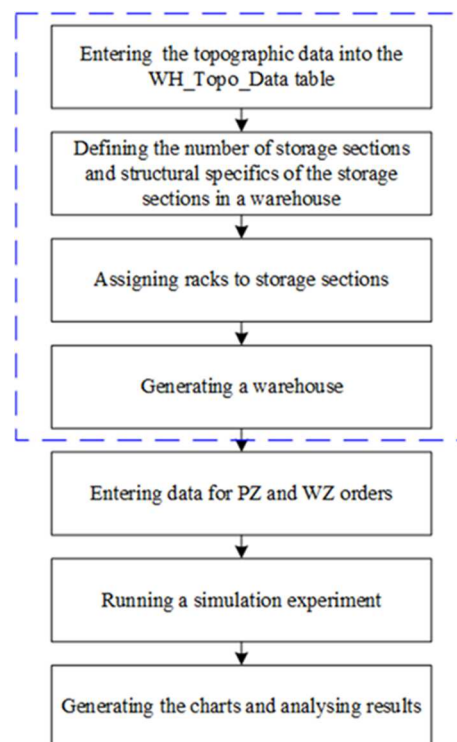 Entering the topographic data into the
WH_Topo_Data table
Defining the number of storage sections
and structural specifics of the storage
sections in a warehouse
Assigning racks to storage sections
Generating a warehouse
Entering data for PZ and WZ orders
Running a simulation experiment
Generating the charts and analysing results